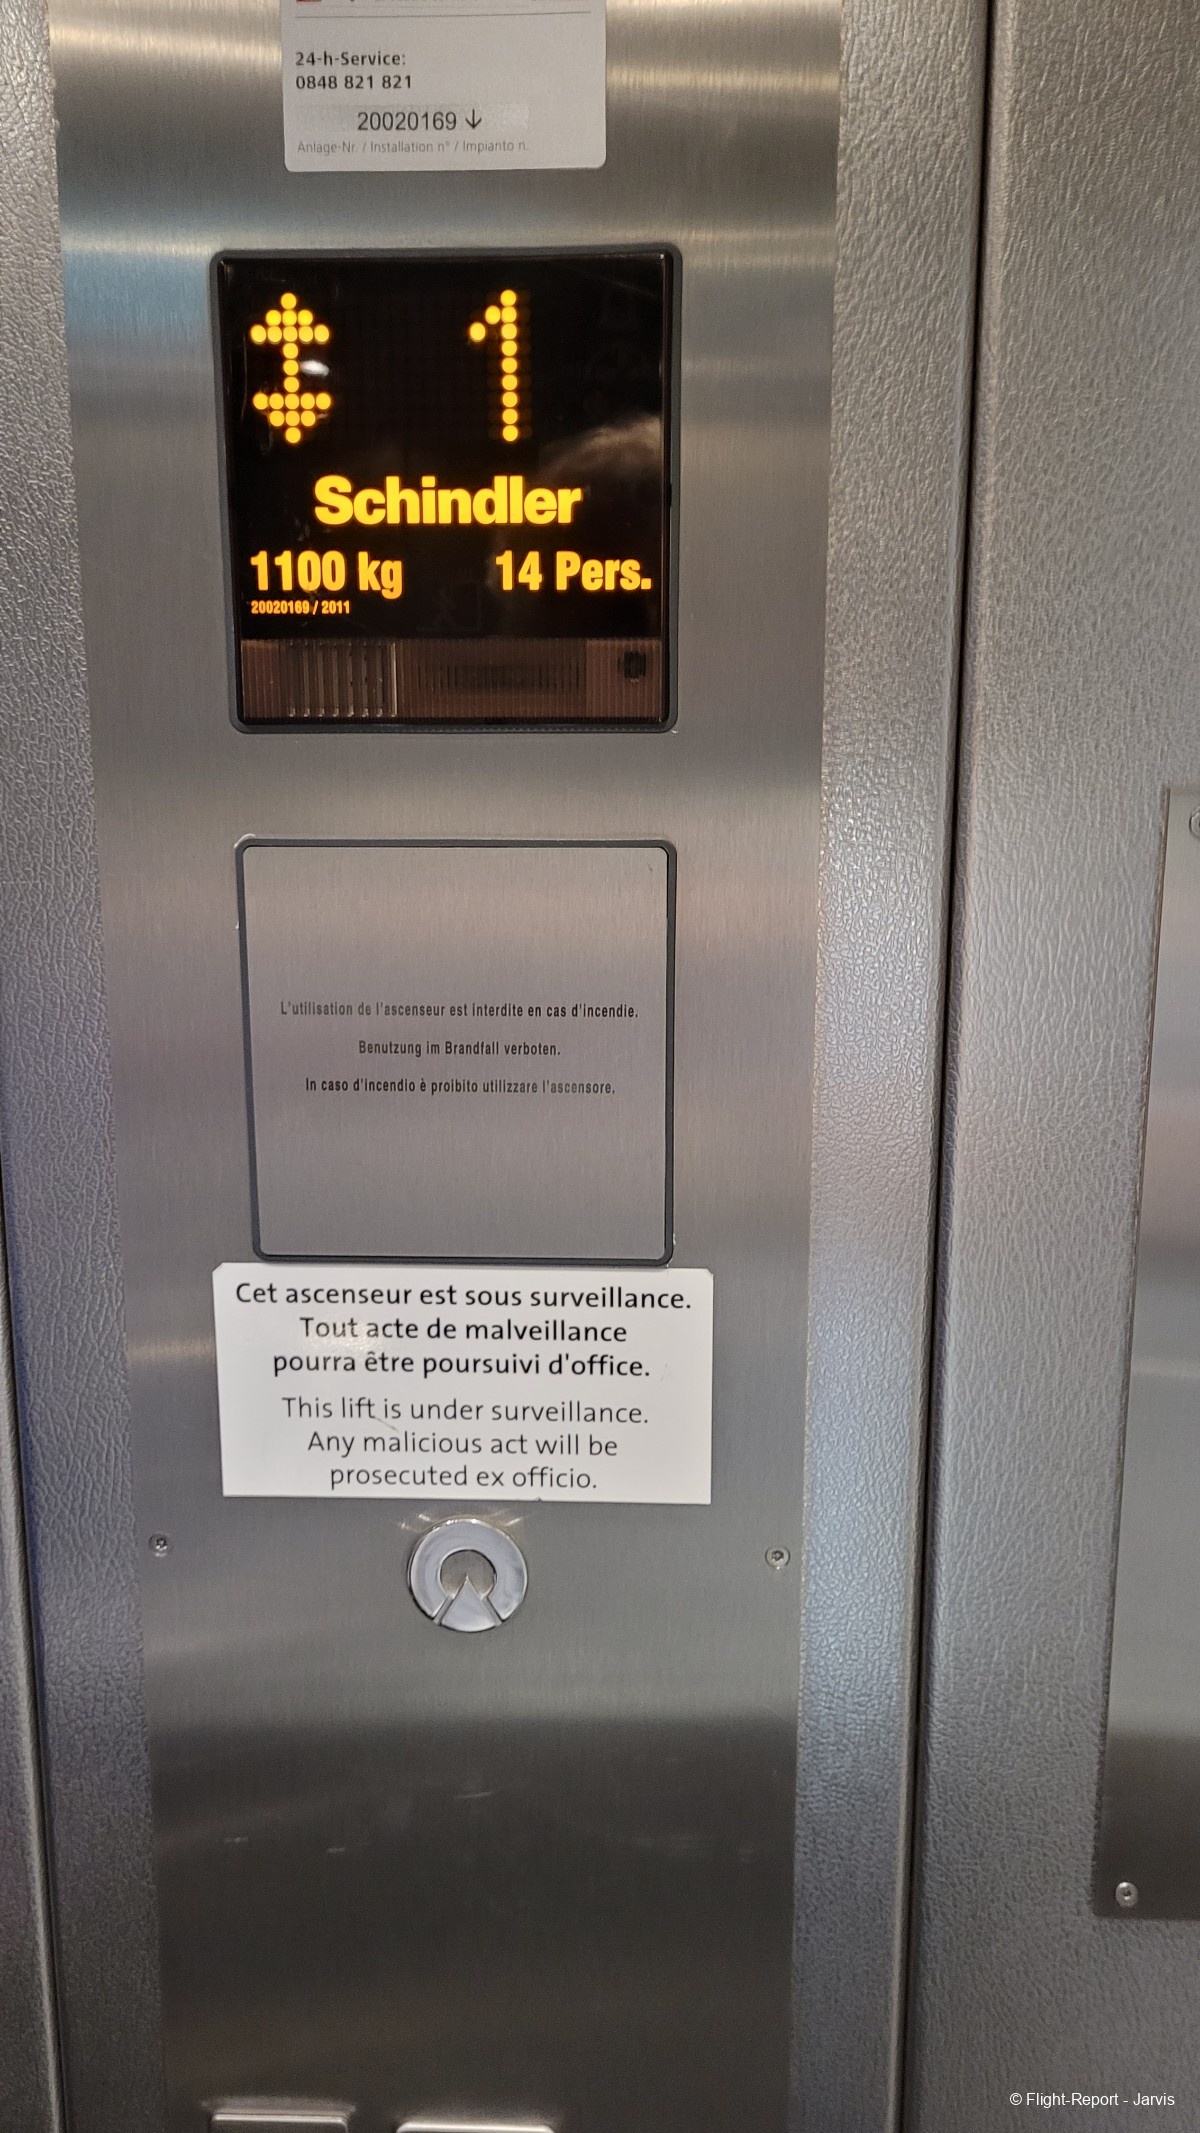 24-h-Service:
0848 821 821
20020169 ↓
Anlage-Nr. / Installation n° / Impianto n.
1
Schindler
1100 kg 14 Pers.
20020169 / 2011
L'utilisation de l'ascenseur est interdite en cas d'incendie.
Benutzung im Brandfall verboten.
In caso d'incendio è proibito utilizzare l'ascensore.
Cet ascenseur est sous surveillance.
Tout acte de malveillance
pourra être poursuivi d'office.
This lift is under surveillance.
Any malicious act will be
prosecuted ex officio.
© Flight-Report - Jarvis